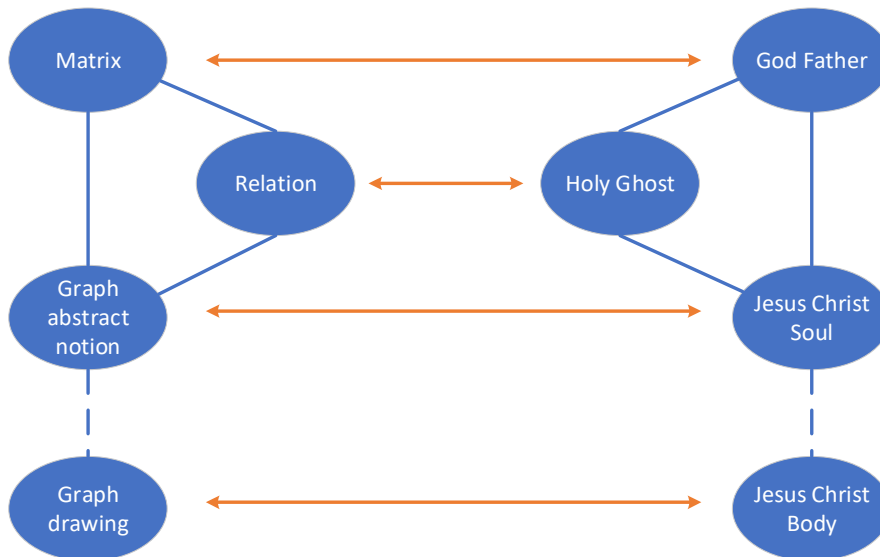 Matrix
God Father
Relation
Holy Ghost
Graph
abstract
notion
Jesus Christ
Soul
Graph
drawing
Jesus Christ
Body